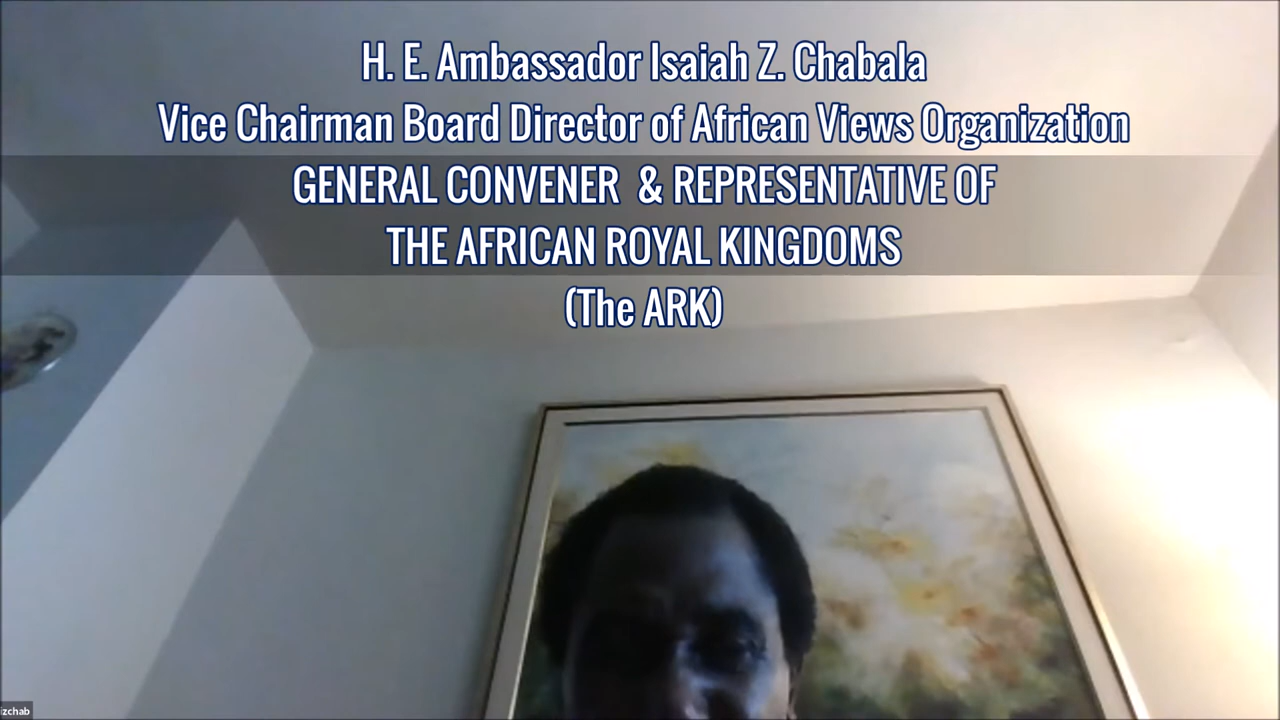 H. E. Ambassador Isaiah Z. Chabala
Vice Chairman Board Director of African Views Organization
GENERAL CONVENER & REPRESENTATIVE OF
THE AFRICAN ROYAL KINGDOMS
(The ARK)
izchab